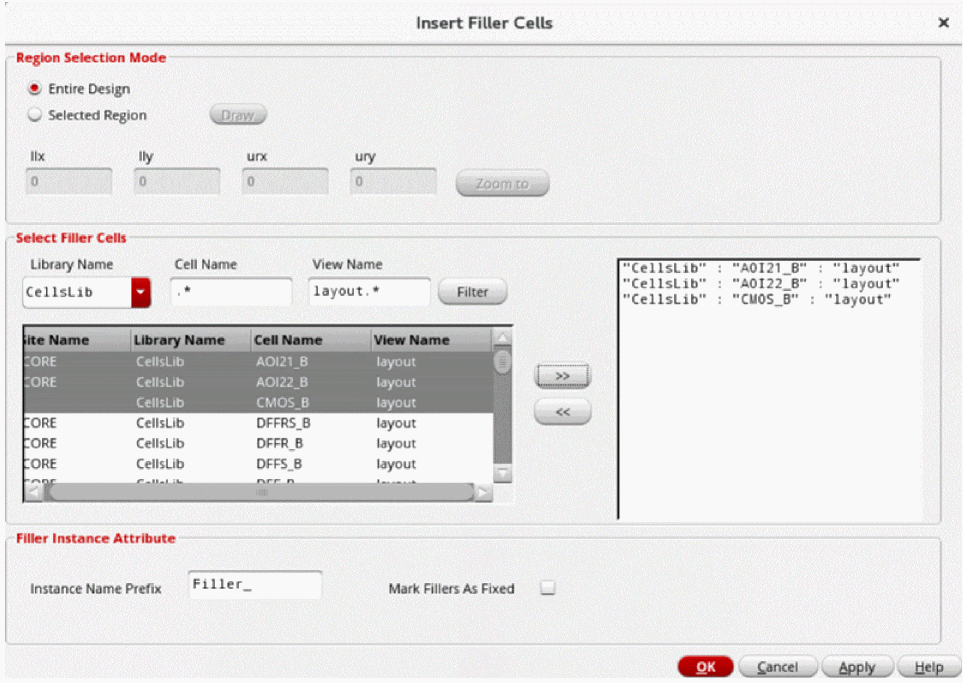 Insert Filler Cells
Region Selection Mode
Entire Design
Selected Region
Draw
llx lly urx ury
0 0 0 0 Zoom to
Select Filler Cells
Library Name Cell Name View Name
CellsLib .* layout.* Filter
Site Name Library Name Cell Name View Name
CORE CellsLib AOI21_B layout
CORE CellsLib AOI22_B layout
CellsLib CMOS_B layout
CORE CellsLib DFFRS_B layout
CORE CellsLib DFFR_B layout
CORE CellsLib DFFS_B layout
CORE CellsLib DFF_B layout
>>
<<
"CellsLib" : "AOI21_B" : "layout"
"CellsLib" : "AOI22_B" : "layout"
"CellsLib" : "CMOS_B" : "layout"
Filler Instance Attribute
Instance Name Prefix Filler_ Mark Fillers As Fixed
OK Cancel Apply Help